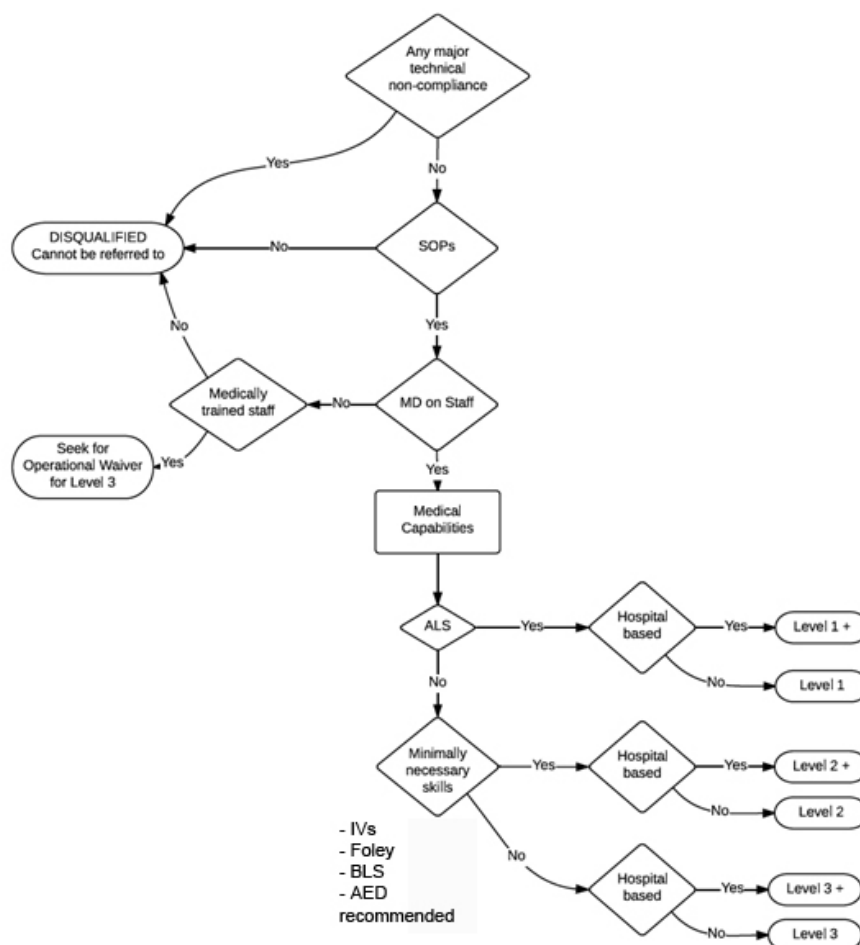 Any major
technical
non-compliance
Yes
No
DISQUALIFIED
Cannot be referred to
No
SOPs
No
Yes
Medically
trained staff
No
MD on Staff
Seek for
Operational Waiver
for Level 3
Yes
Yes
Medical
Capabilities
ALS
Yes
Hospital
based
Yes
Level 1 +
No
Level 1
No
Minimally
necessary
skills
Yes
Hospital
based
Yes
Level 2 +
No
Level 2
- IVs
- Foley
- BLS
- AED
recommended
No
Hospital
based
Yes
Level 3 +
No
Level 3